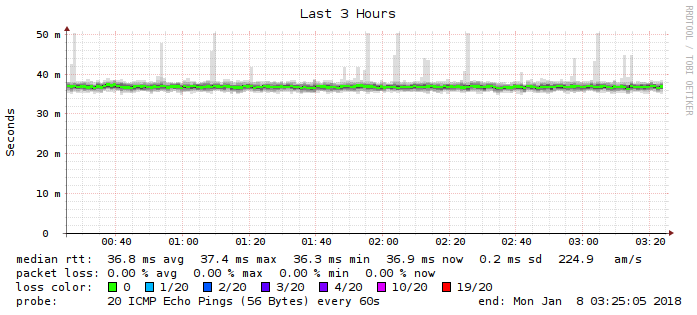 Last 3 Hours
RRDTOOL / TOBI OETIKER
Seconds
50 m
40 m
30 m
20 m
10 m
0
00:40 01:00 01:20 01:40 02:00 02:20 02:40 03:00 03:20
median rtt: 36.8 ms avg 37.4 ms max 36.3 ms min 36.9 ms now 0.2 ms sd 224.9 am/s
packet loss: 0.00 % avg 0.00 % max 0.00 % min 0.00 % now
loss color: 0 1/20 2/20 3/20 4/20 10/20 19/20
probe: 20 ICMP Echo Pings (56 Bytes) every 60s end: Mon Jan 8 03:25:05 2018